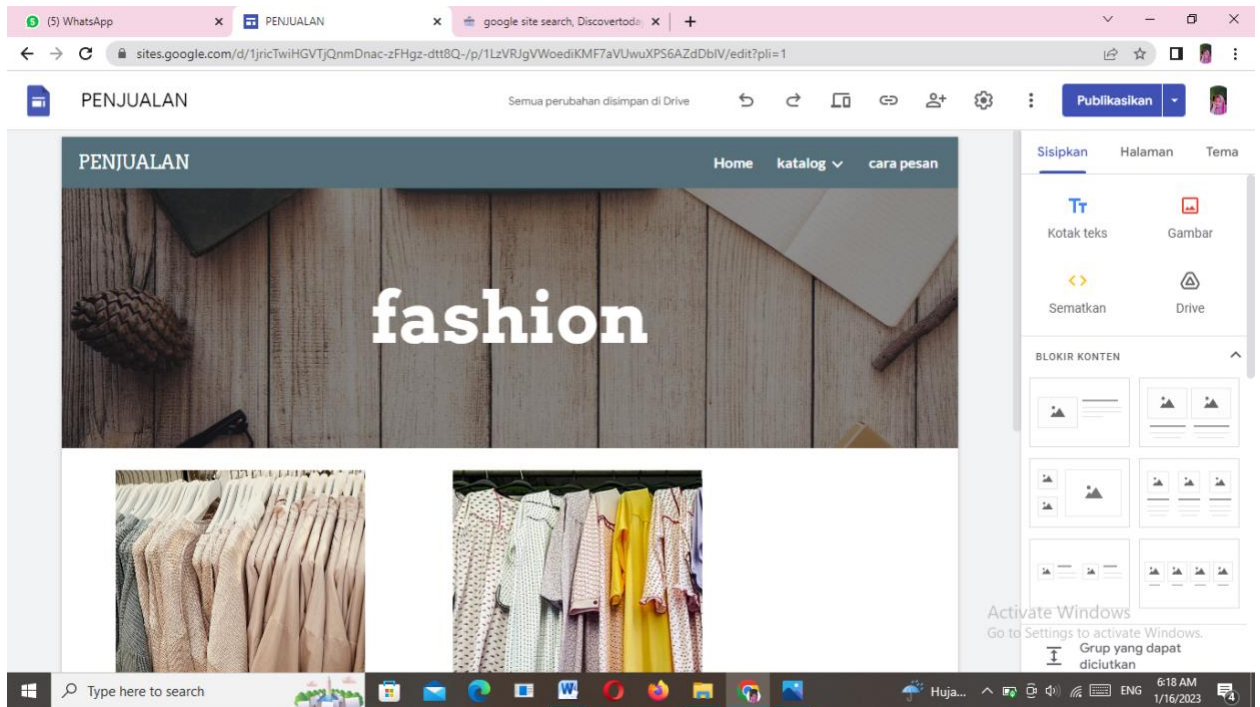 (5) WhatsApp
PENJUALAN
google site search, Discovertoda
sites.google.com/d/1jricTwiHGVTjQnmDnac-zFHgz-dtt8Q-/p/1LzVRJgVWoediKMF7aVUwuXPS6AZdDblV/edit?pli=1
PENJUALAN
Semua perubahan disimpan di Drive
Publikasikan
PENJUALAN
Home katalog cara pesan
fashion
Sisipkan Halaman Tema
Kotak teks Gambar
Sematkan Drive
BLOKIR KONTEN
Activate Windows
Go to Settings to activate Windows.
Grup yang dapat
diciutkan
Type here to search
Huja...
ENG
6:18 AM
1/16/2023
4